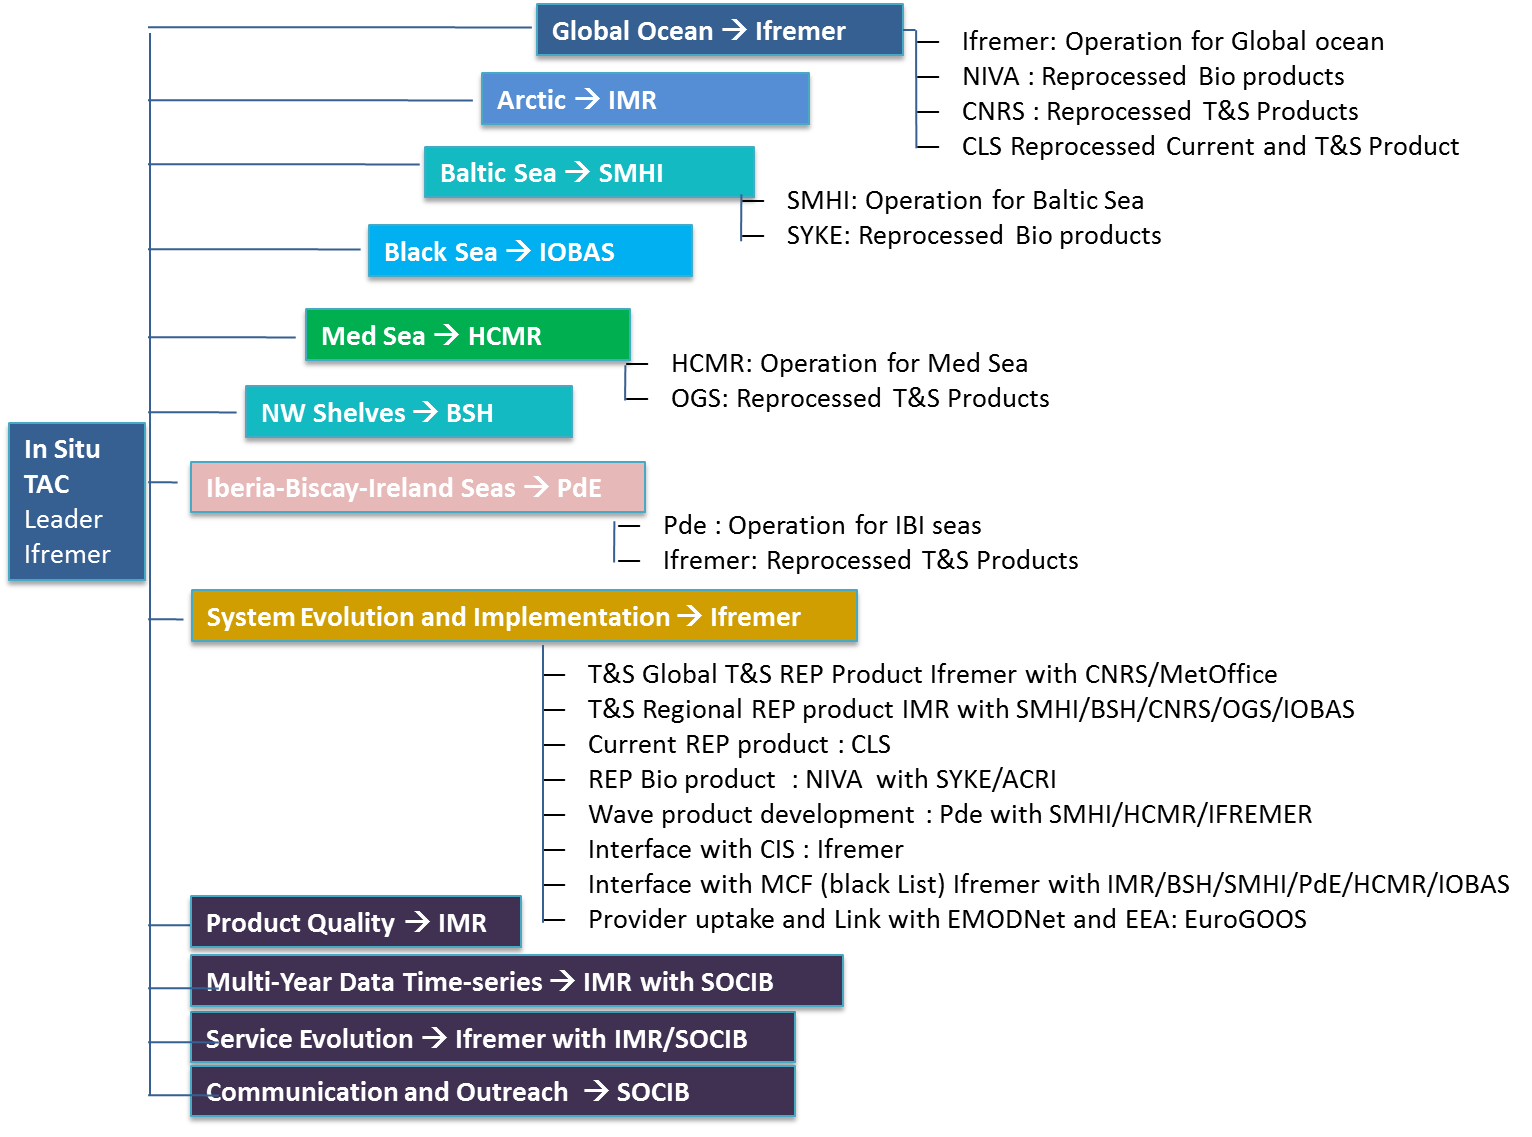 Global Ocean → Ifremer
Ifremer: Operation for Global ocean
NIVA : Reprocessed Bio products
CNRS : Reprocessed T&S Products
CLS Reprocessed Current and T&S Product
Arctic → IMR
Baltic Sea → SMHI
SMHI: Operation for Baltic Sea
SYKE: Reprocessed Bio products
Black Sea → IOBAS
Med Sea → HCMR
HCMR: Operation for Med Sea
OGS: Reprocessed T&S Products
NW Shelves → BSH
In Situ
TAC
Leader
Ifremer
Iberia-Biscay-Ireland Seas → PdE
Pde : Operation for IBI seas
Ifremer: Reprocessed T&S Products
System Evolution and Implementation → Ifremer
T&S Global T&S REP Product Ifremer with CNRS/MetOffice
T&S Regional REP product IMR with SMHI/BSH/CNRS/OGS/IOBAS
Current REP product : CLS
REP Bio product : NIVA with SYKE/ACRI
Wave product development : Pde with SMHI/HCMR/IFREMER
Interface with CIS : Ifremer
Interface with MCF (black List) Ifremer with IMR/BSH/SMHI/PdE/HCMR/IOBAS
Provider uptake and Link with EMODNet and EEA: EuroGOOS
Product Quality → IMR
Multi-Year Data Time-series → IMR with SOCIB
Service Evolution → Ifremer with IMR/SOCIB
Communication and Outreach → SOCIB